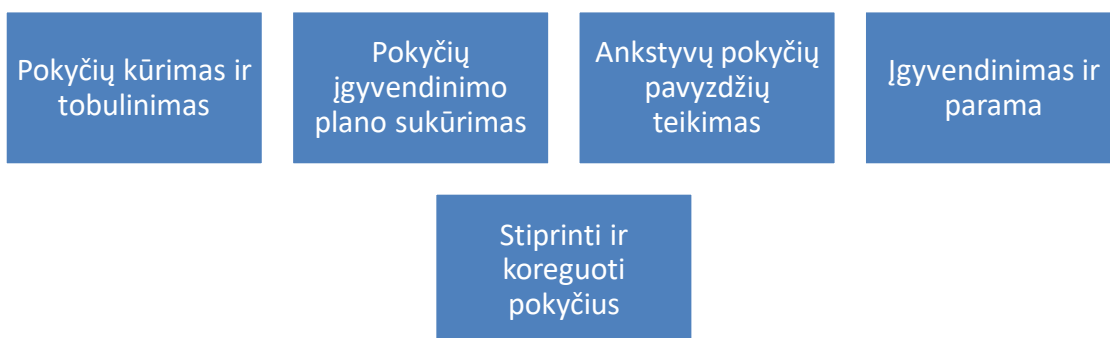 Pokyčių kūrimas ir
tobulinimas
Pokyčių
įgyvendinimo
plano sukūrimas
Ankstyvų pokyčių
pavyzdžių
teikimas
Įgyvendinimas ir
parama
Stiprinti ir
koreguoti
pokyčius